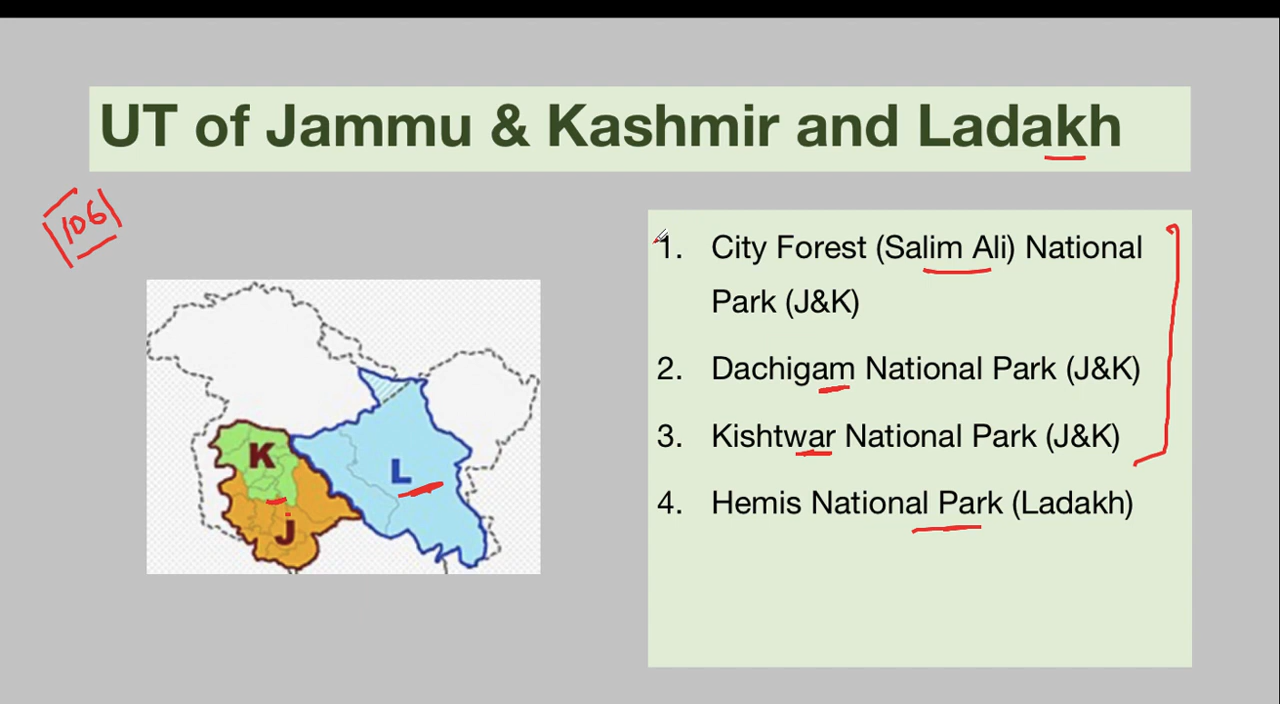 UT of Jammu & Kashmir and Ladakh
106
K
L
J
1. City Forest (Salim Ali) National
Park (J&K)
2. Dachigam National Park (J&K)
3. Kishtwar National Park (J&K)
4. Hemis National Park (Ladakh)